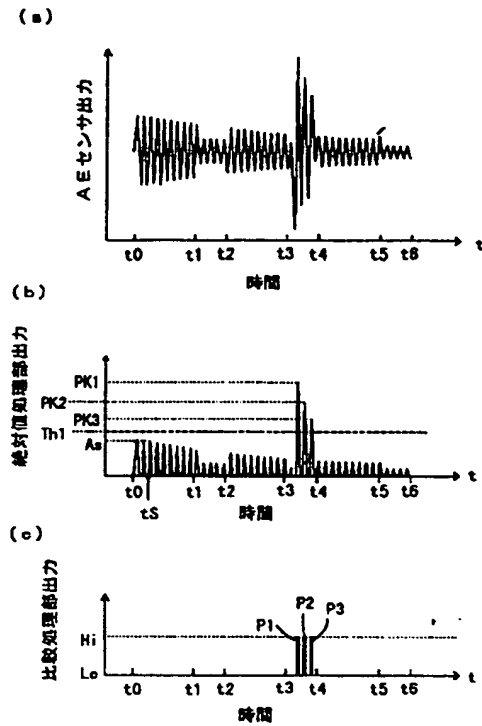 (a)
AEセンサ出力
t0 t1 t2 t3 t4 t5 t6 t
時間
(b)
絶対値処理部出力
PK1
PK2
PK3
Th1
As
t0 tS t1 t2 t3 t4 t5 t6 t
時間
(c)
比較処理部出力
P1 P2 P3
Hi
Lo
t0 t1 t2 t3 t4 t5 t6 t
時間